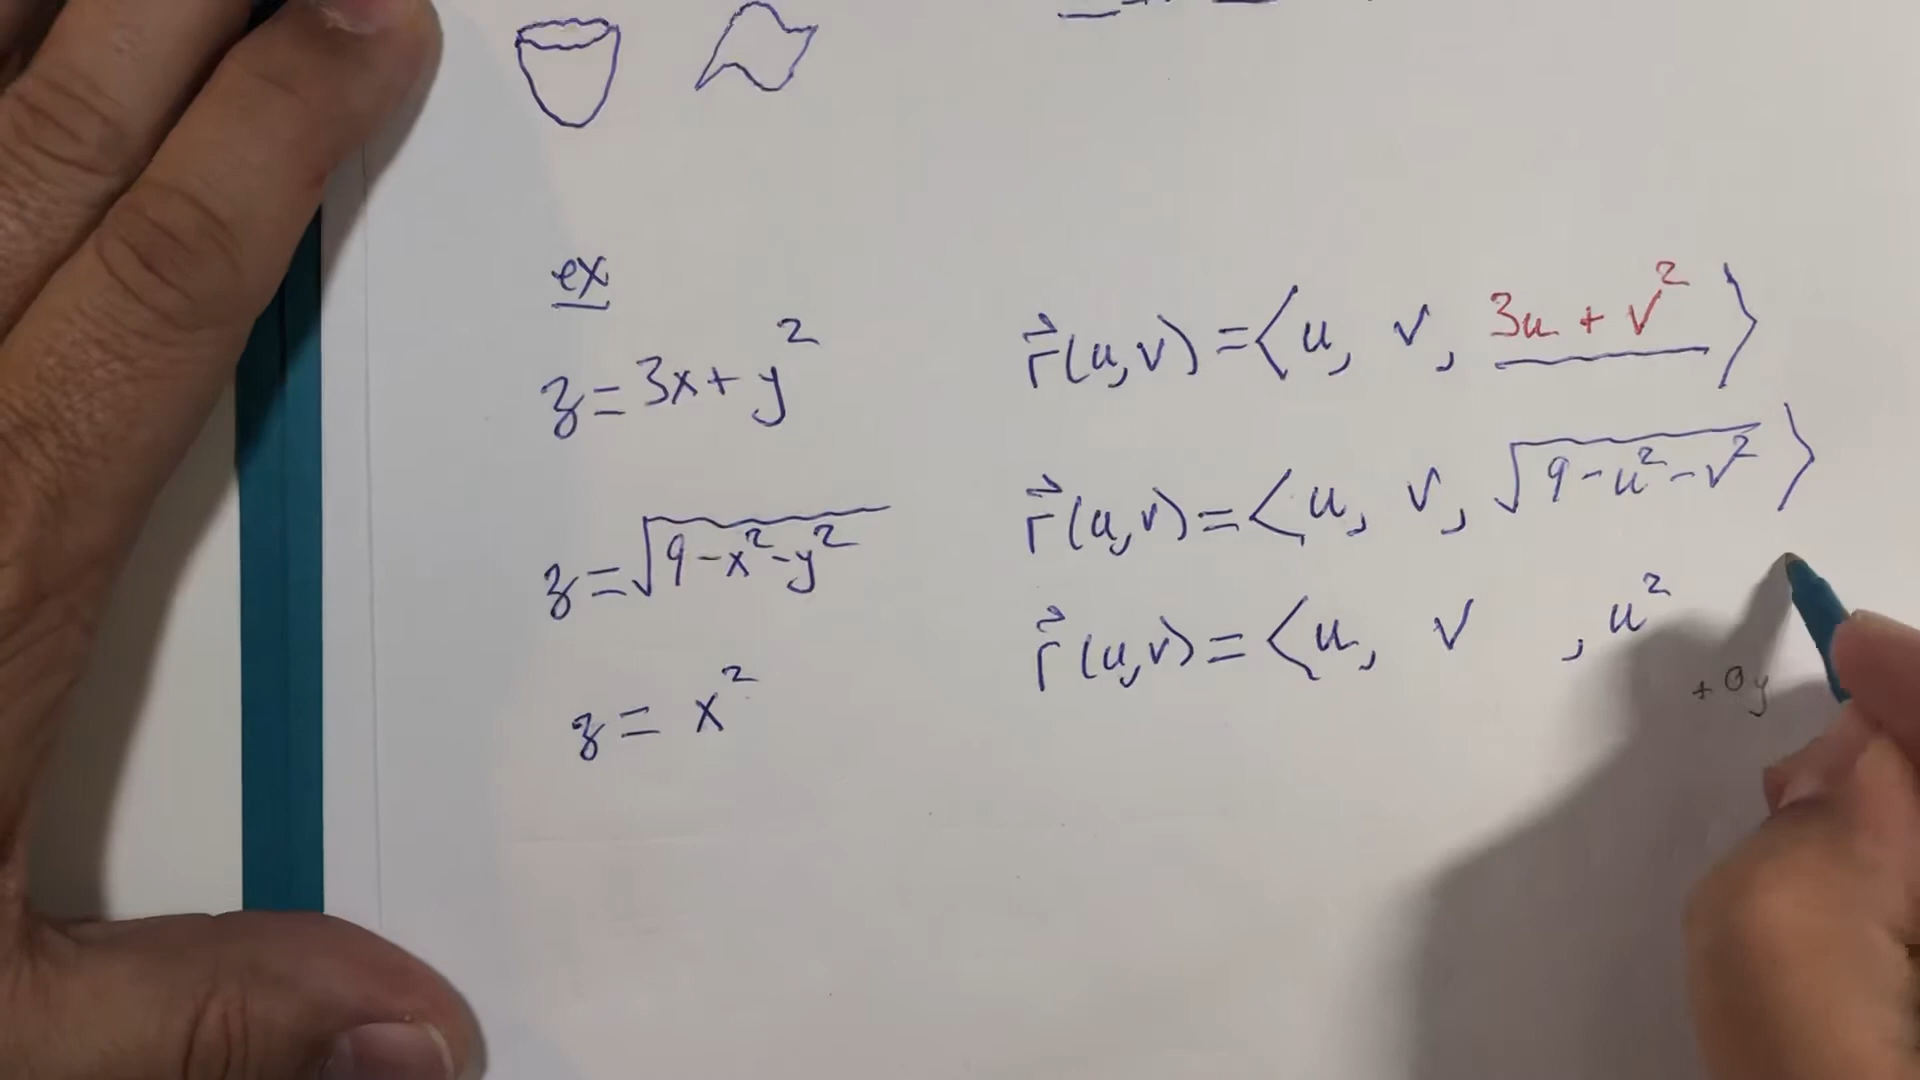 ex
z = 3x + y²
r⃗(u,v) = ⟨u, v, 3u + v²⟩
z = √(9 - x² - y²)
r⃗(u,v) = ⟨u, v, √(9 - u² - v²)⟩
z = x²
r⃗(u,v) = ⟨u, v , u²
+ 0y